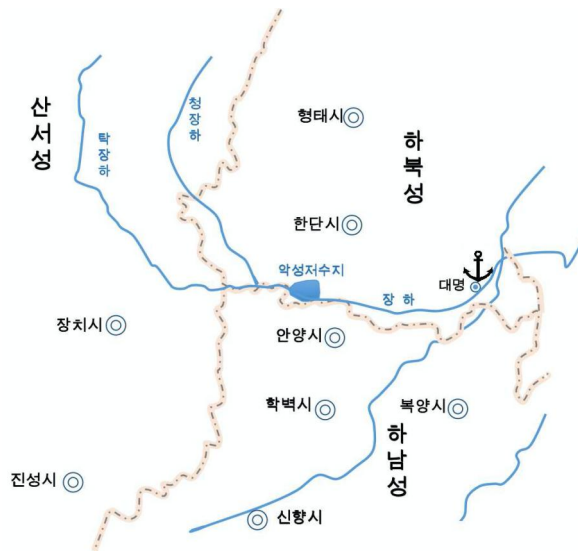 산서성
탁장하
청장하
형태시
하북성
한단시
악성저수지
대명
장하
장치시
안양시
학벽시
복양시
하남성
진성시
신향시